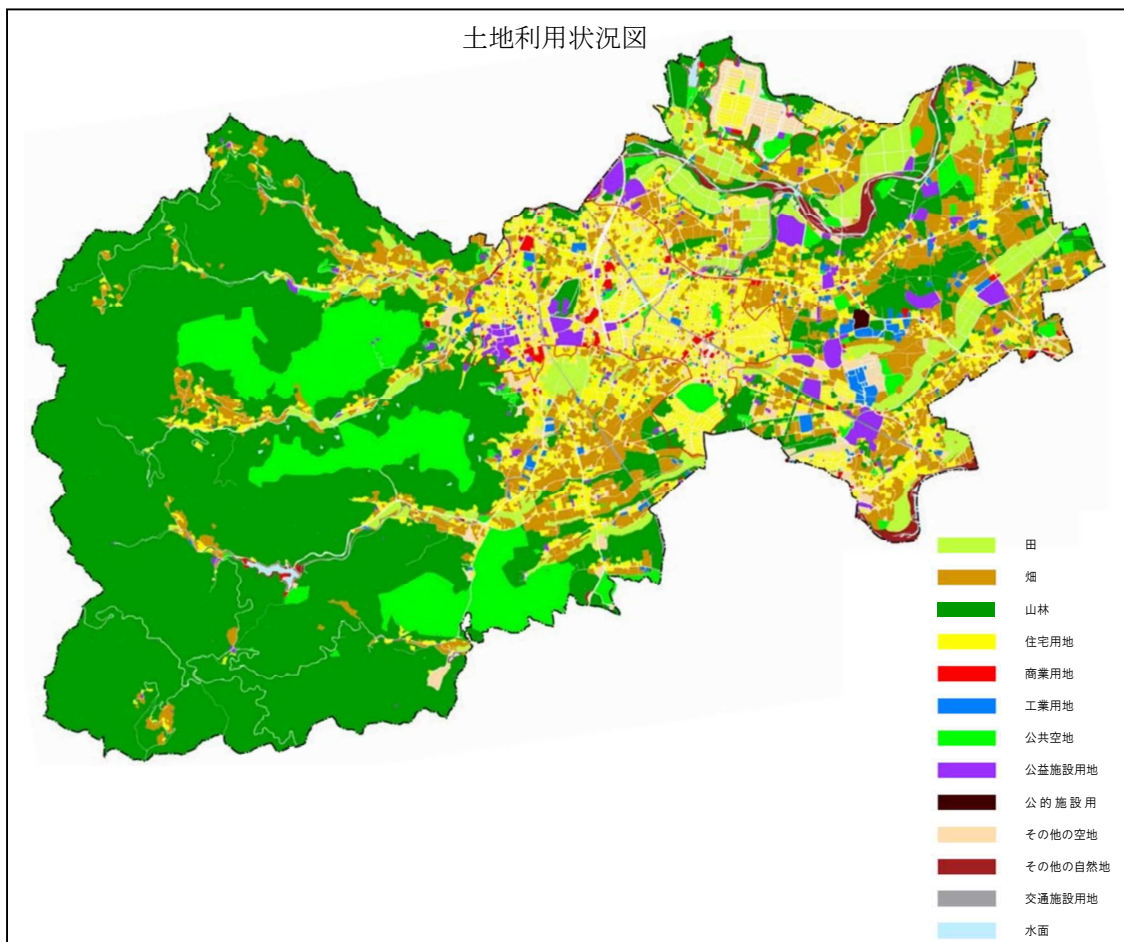 土地利用状況図
田
畑
山林
住宅用地
商業用地
工業用地
公共空地
公益施設用地
公的施設用
その他の空地
その他の自然地
交通施設用地
水面